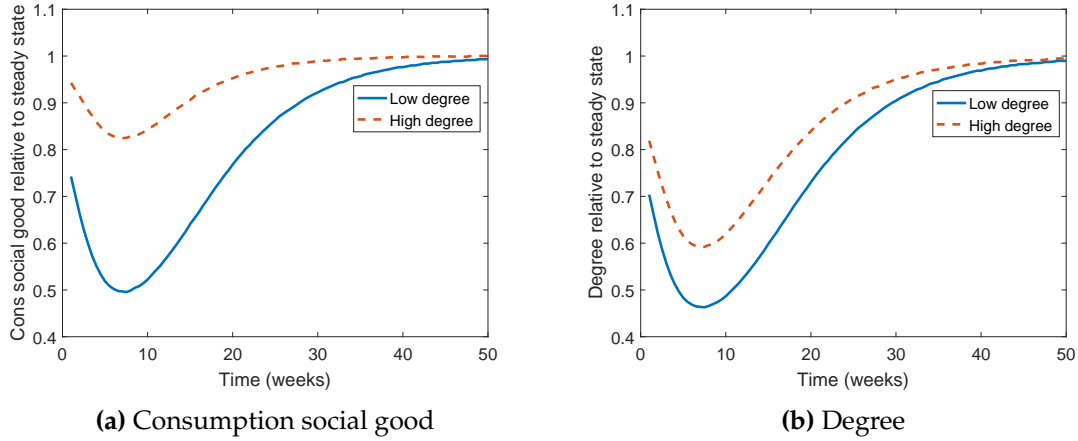 Cons social good relative to steady state
1.1
1
0.9
0.8
0.7
0.6
0.5
0.4
0
10
20
30
40
50
Time (weeks)
Low degree
High degree
(a) Consumption social good
Degree relative to steady state
1.1
1
0.9
0.8
0.7
0.6
0.5
0.4
0
10
20
30
40
50
Time (weeks)
Low degree
High degree
(b) Degree